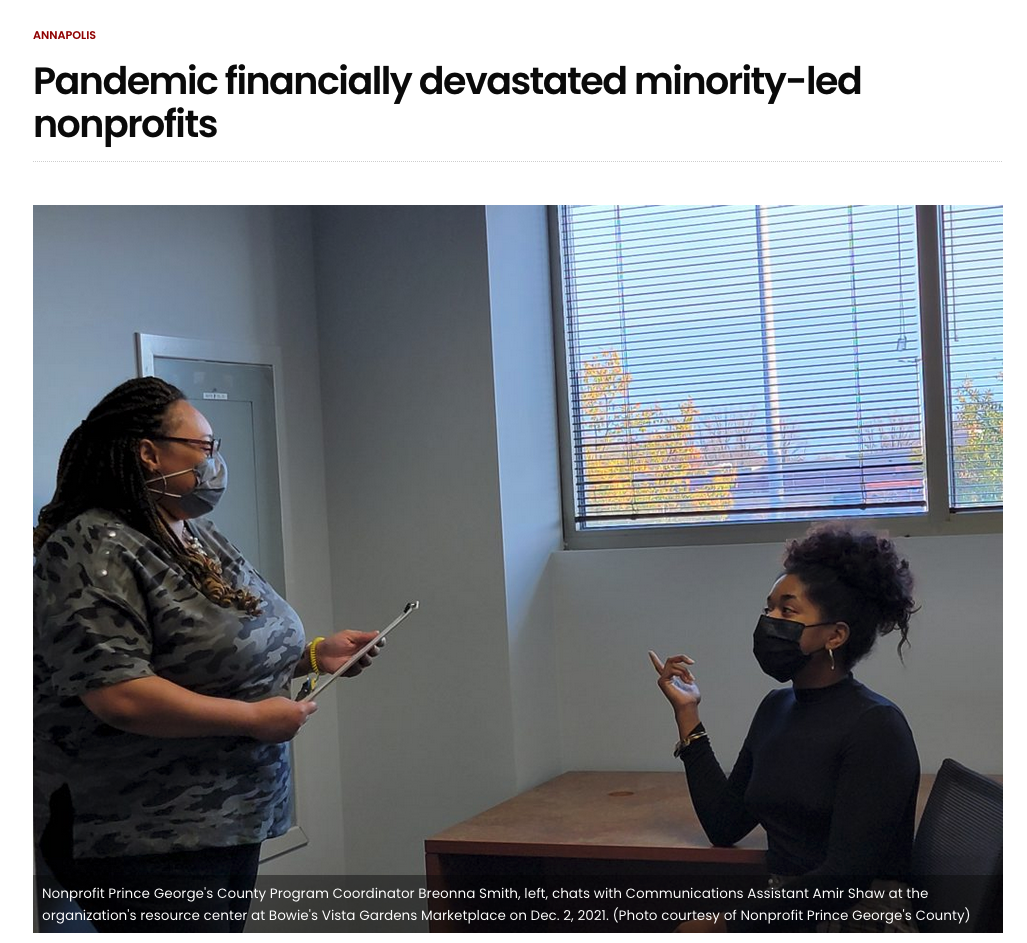 ANNAPOLIS
Pandemic financially devastated minority-led
nonprofits
Nonprofit Prince George's County Program Coordinator Breonna Smith, left, chats with Communications Assistant Amir Shaw at the
organization's resource center at Bowie's Vista Gardens Marketplace on Dec. 2, 2021. (Photo courtesy of Nonprofit Prince George's County)